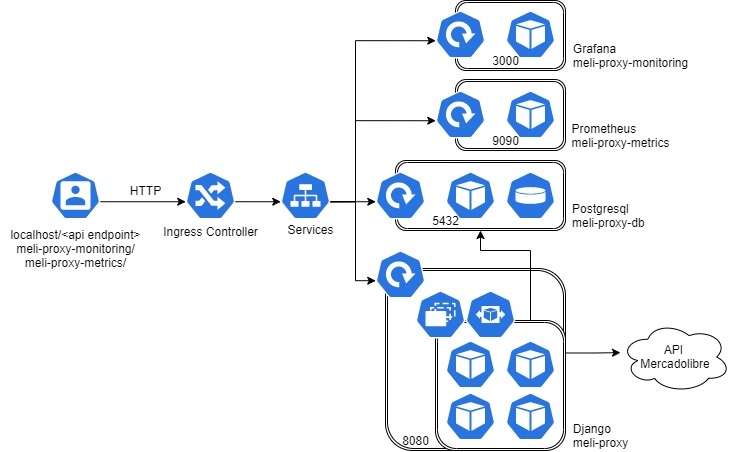 3000
Grafana
meli-proxy-monitoring
9090
Prometheus
meli-proxy-metrics
HTTP
localhost/<api endpoint>
meli-proxy-monitoring/
meli-proxy-metrics/
Ingress Controller
Services
5432
Postgresql
meli-proxy-db
API
Mercadolibre
8080
Django
meli-proxy